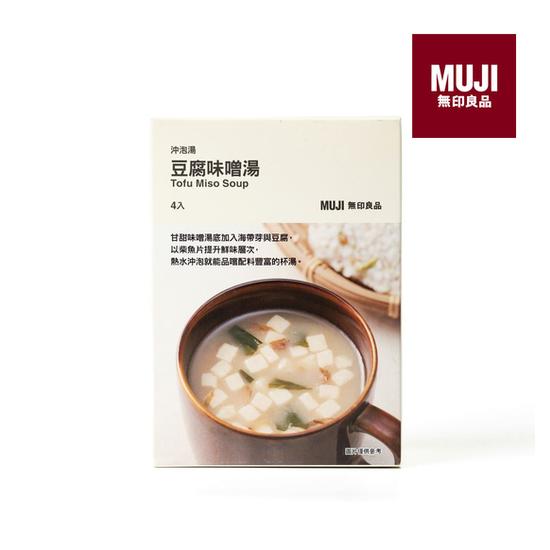 MUJI
無印良品
沖泡湯
豆腐味噌湯
Tofu Miso Soup
4入
MUJI 無印良品
甘甜味噌湯底加入海帶芽與豆腐，
以柴魚片提升鮮味層次，
熱水沖泡就能品嚐配料豐富的杯湯。
圖片僅供參考